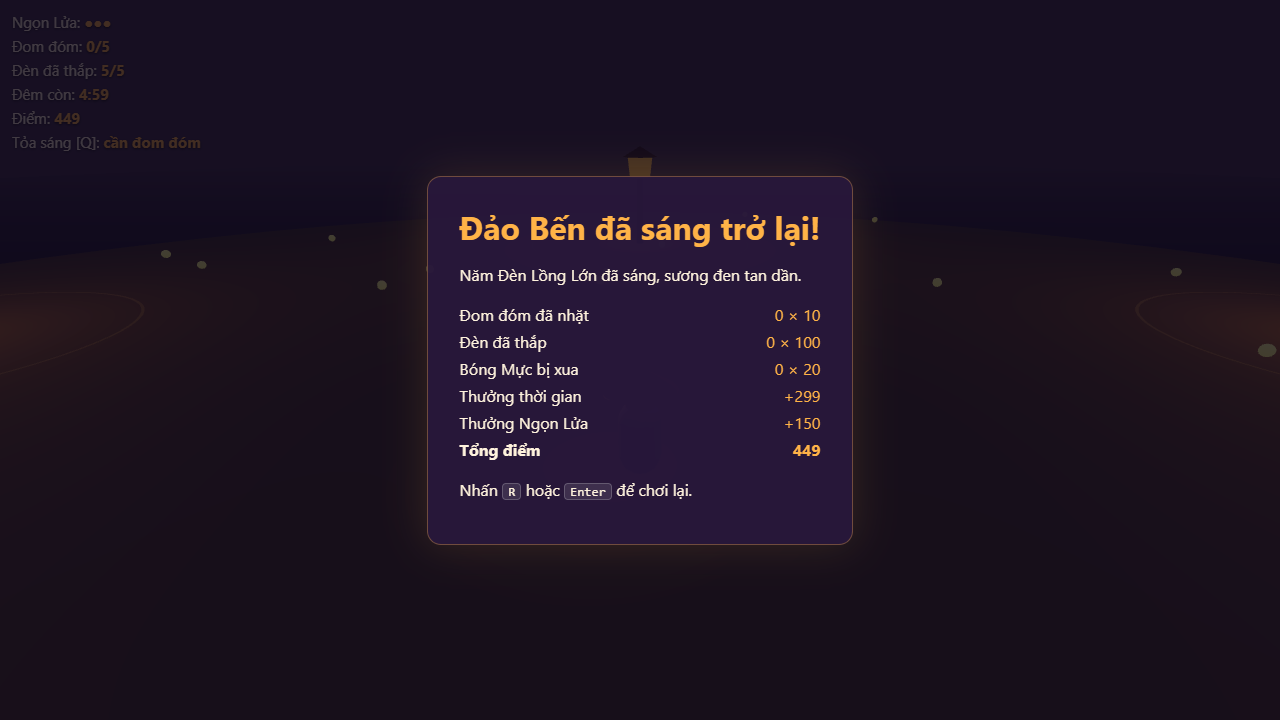 Ngọn Lửa: ●●●
Đom đóm: 0/5
Đèn đã thắp: 5/5
Đêm còn: 4:59
Điểm: 449
Tỏa sáng [Q]: cần đom đóm
Đảo Bến đã sáng trở lại!
Năm Đèn Lồng Lớn đã sáng, sương đen tan dần.
Đom đóm đã nhặt 0 × 10
Đèn đã thắp 0 × 100
Bóng Mực bị xua 0 × 20
Thưởng thời gian +299
Thưởng Ngọn Lửa +150
Tổng điểm 449
Nhấn R hoặc Enter để chơi lại.